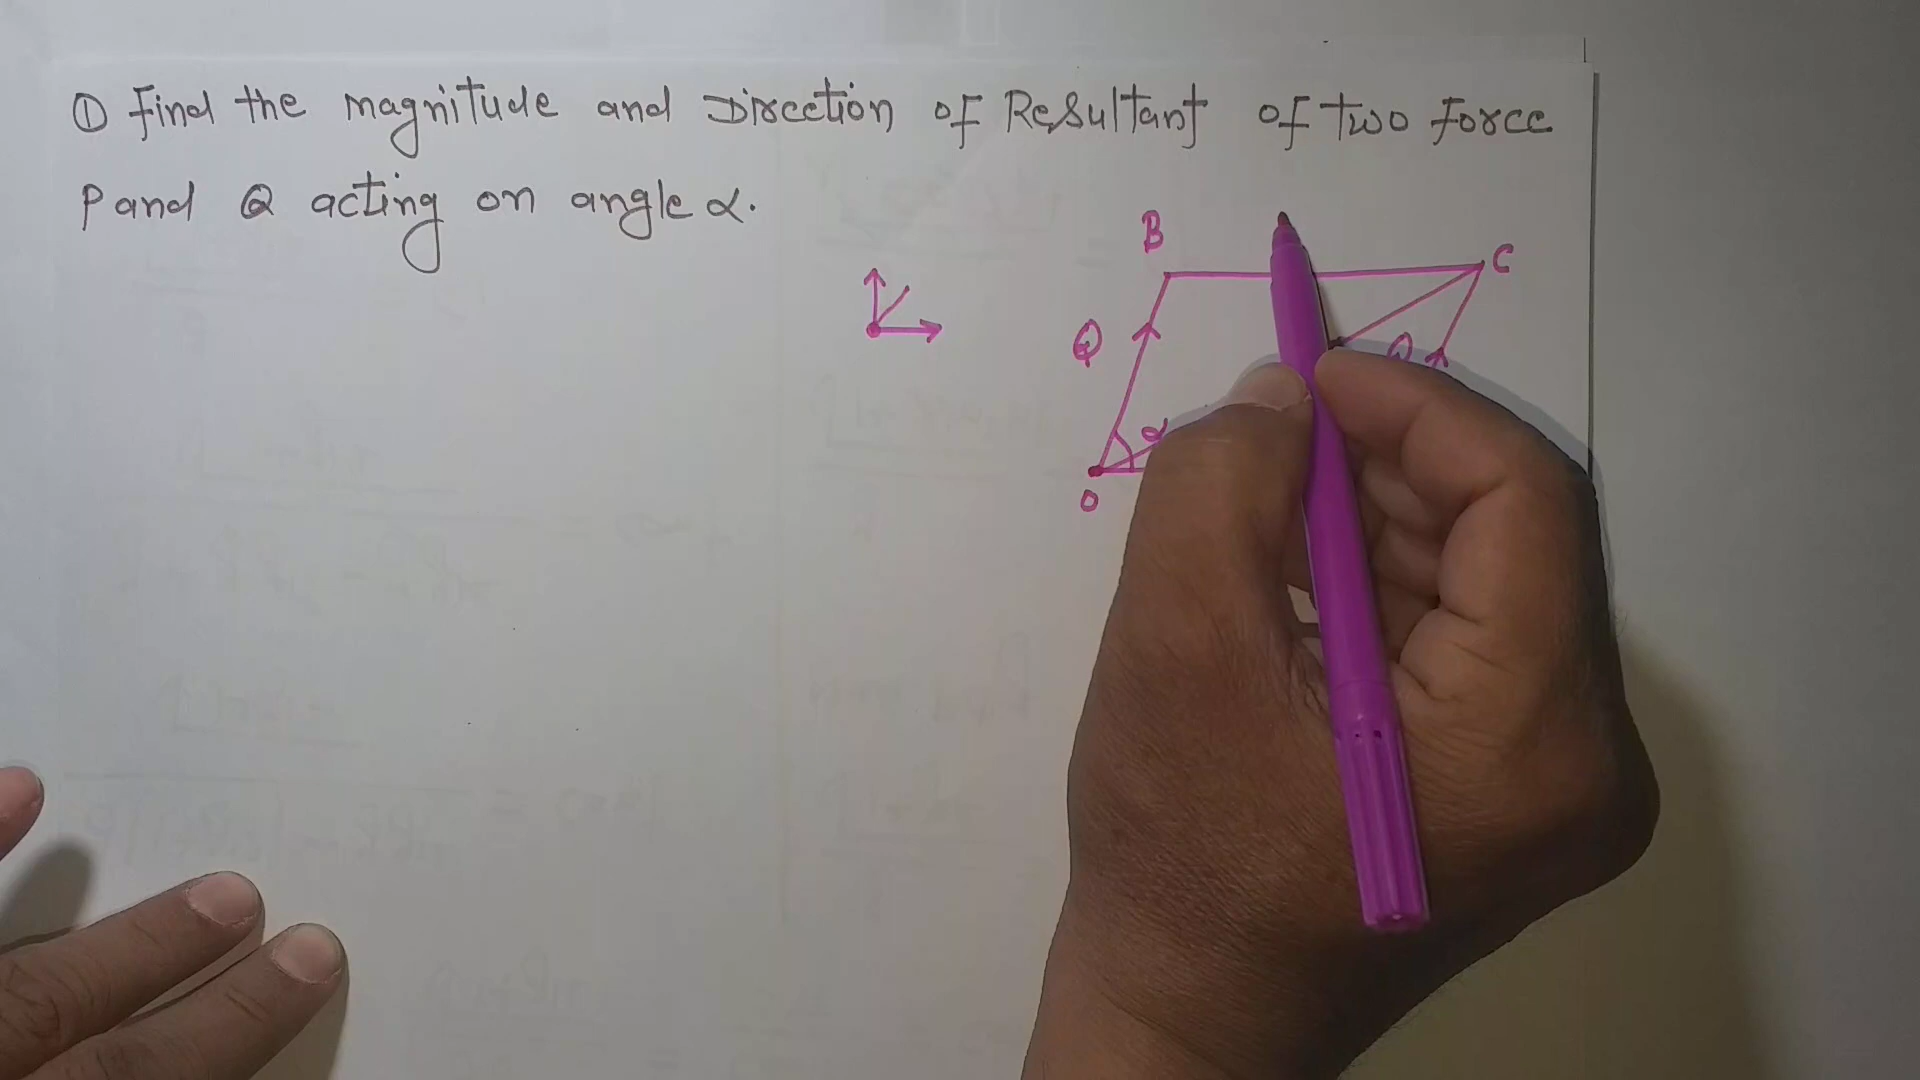 ① Find the magnitude and Direction of Resultant of two Force
P and Q acting on angle α.
B
C
Q
Q
α
O